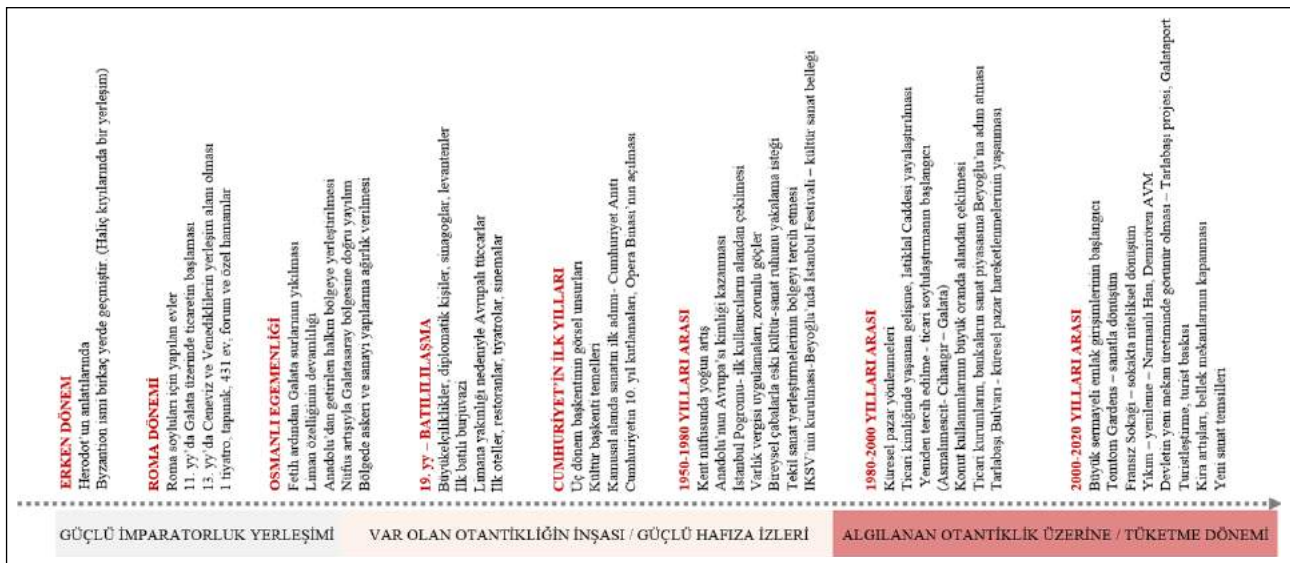 ERKEN DÖNEM
Herodot'un anlatılarında
Byzantion ismi birkaç yerde geçmiştir. (Haliç kıyılarında bir yerleşim)
ROMA DÖNEMİ
Roma soyluları için yapılan evler
11. yy'da Galata üzerinde ticaretin başlaması
13. yy'da Ceneviz ve Venediklilerin yerleşim alanı olması
1 tiyatro, tapınak, 431 ev, forum ve özel hamamlar
OSMANLI EGEMENLİĞİ
Fetih ardından Galata surlarının yıkılması
Liman özelliğinin devamlılığı
Anadolu'dan getirilen halkın bölgeye yerleştirilmesi
Nüfus artışıyla Galatasaray bölgesine doğru yayılım
Bölgede askeri ve sanayi yapılarına ağırlık verilmesi
19. yy – BATILILAŞMA
Büyükelçilikler, diplomatik kişiler, sinagoglar, levantenler
İlk batılı burjuvazi
Limana yakınlığı nedeniyle Avrupalı tüccarlar
İlk oteller, restoranlar, tiyatrolar, sinemalar
CUMHURİYET'İN İLK YILLARI
Üç dönem başkentinin görsel unsurları
Kültür başkenti temelleri
Kamusal alanda sanatın ilk adımı- Cumhuriyet Anıtı
Cumhuriyetin 10. yıl kutlamaları, Opera Binası'nın açılması
1950-1980 YILLARI ARASI
Kent nüfusunda yoğun artış
Anadolu'nun Avrupa'sı kimliği kazanması
İstanbul Pogromu- ilk kullanıcıların alandan çekilmesi
Varlık vergisi uygulamaları, zorunlu göçler
Bireysel çabalarla eski kültür-sanat ruhunu yakalama isteği
Tekil sanat yerleştirmelerinin bölgeyi tercih etmesi
IKSV'nin kurulması-Beyoğlu'nda İstanbul Festivali – kültür sanat belleği
1980-2000 YILLARI ARASI
Küresel pazar yönlenmeleri
Ticari kimliğinde yaşanan gelişme, İstiklal Caddesi yayalaştırılması
Yeniden tercih edilme - ticari soylulaştırmanın başlangıcı
(Asmalımescit- Cihangir – Galata)
Konut kullanımlarının büyük oranda alandan çekilmesi
Ticari kurumların, bankaların sanat piyasasına Beyoğlu'na adım atması
Tarlabaşı Bulvarı - küresel pazar hareketlenmelerinin yaşanması
2000-2020 YILLARI ARASI
Büyük sermayeli emlak girişimlerinin başlangıcı
Tomtom Gardens – sanatla dönüşüm
Fransız Sokağı – sokakta niteliksel dönüşüm
Yıkım – yenileme – Narmanlı Han, Demirören AVM
Devletin yeni mekan üretiminde görünür olması – Tarlabaşı projesi, Galataport
Turistleştirme, turist baskısı
Kira artışları, bellek mekanlarının kapanması
Yeni sanat temsilleri
GÜÇLÜ İMPARATORLUK YERLEŞİMİ
VAR OLAN OTANTİKLİĞİN İNŞASI / GÜÇLÜ HAFIZA İZLERİ
ALGILANAN OTANTİKLİK ÜZERİNE / TÜKETME DÖNEMİ